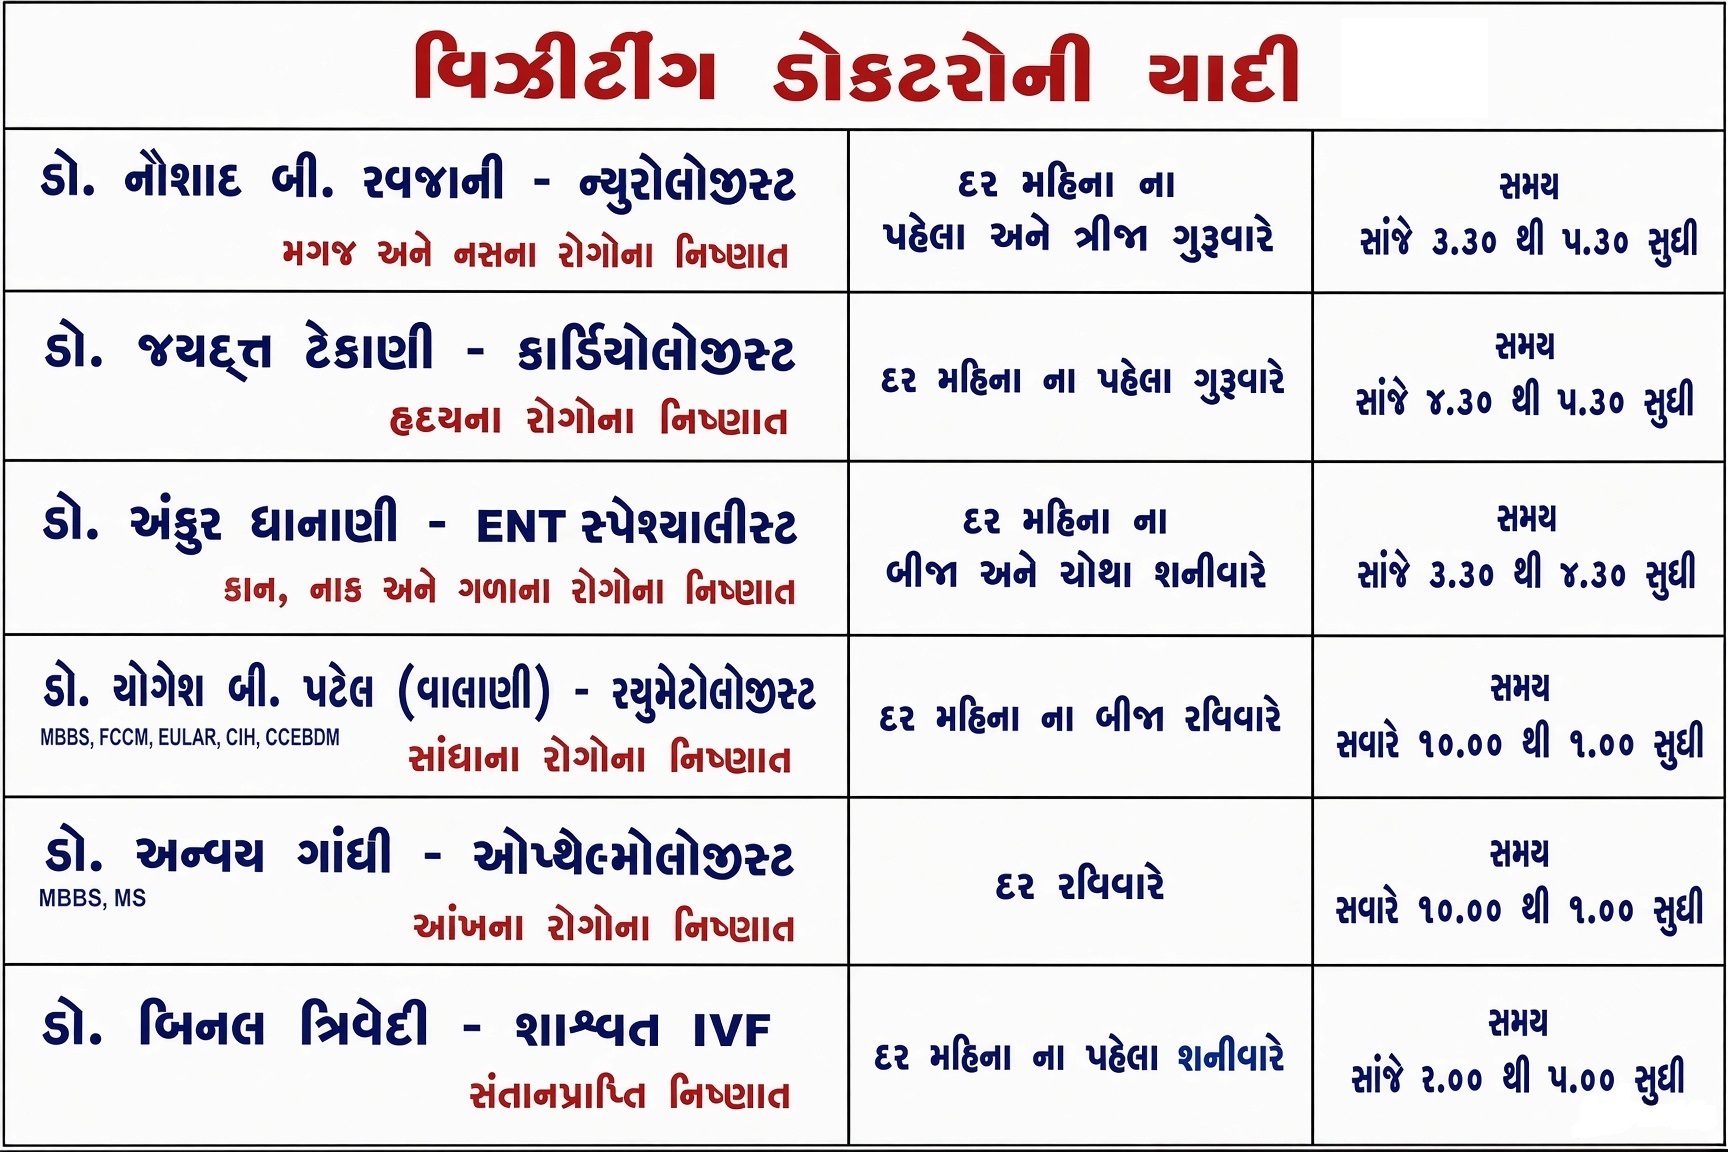 વિઝીટીંગ ડોક્ટરોની યાદી
ડો. નૌશાદ બી. રવજાની - ન્યુરોલોજીસ્ટ
મગજ અને નસના રોગોના નિષ્ણાત
દર મહિના ના
પહેલા અને ત્રીજા ગુરૂવારે
સમય
સાંજે ૩.૩૦ થી ૫.૩૦ સુધી
ડો. જયદ્ત્ત ટેકાણી - કાર્ડિયોલોજીસ્ટ
હૃદયના રોગોના નિષ્ણાત
દર મહિના ના પહેલા ગુરૂવારે
સમય
સાંજે ૪.૩૦ થી ૫.૩૦ સુધી
ડો. અંકુર ધાનાણી - ENT સ્પેશ્યાલીસ્ટ
કાન, નાક અને ગળાના રોગોના નિષ્ણાત
દર મહિના ના
બીજા અને ચોથા શનીવારે
સમય
સાંજે ૩.૩૦ થી ૪.૩૦ સુધી
ડો. યોગેશ બી. પટેલ (વાલાણી) - રયુમેટોલોજીસ્ટ
MBBS, FCCM, EULAR, CIH, CCEBDM
સાંધાના રોગોના નિષ્ણાત
દર મહિના ના બીજા રવિવારે
સમય
સવારે ૧૦.૦૦ થી ૧.૦૦ સુધી
ડો. અન્વય ગાંધી - ઓપ્થેલ્મોલોજીસ્ટ
MBBS, MS
આંખના રોગોના નિષ્ણાત
દર રવિવારે
સમય
સવારે ૧૦.૦૦ થી ૧.૦૦ સુધી
ડો. બિનલ ત્રિવેદી - શાશ્વત IVF
સંતાનપ્રાપ્તિ નિષ્ણાત
દર મહિના ના પહેલા શનીવારે
સમય
સાંજે ૨.૦૦ થી ૫.૦૦ સુધી